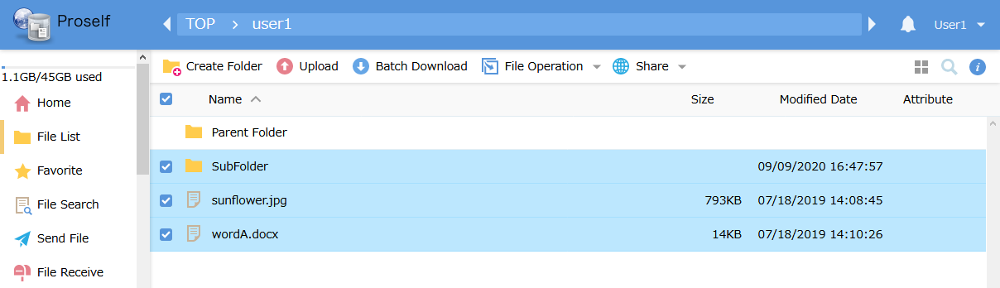 Proself
TOP > user1
User1
1.1GB/45GB used
Home
File List
Favorite
File Search
Send File
File Receive
Create Folder Upload Batch Download File Operation Share
Name Size Modified Date Attribute
Parent Folder
SubFolder 09/09/2020 16:47:57
sunflower.jpg 793KB 07/18/2019 14:08:45
wordA.docx 14KB 07/18/2019 14:10:26